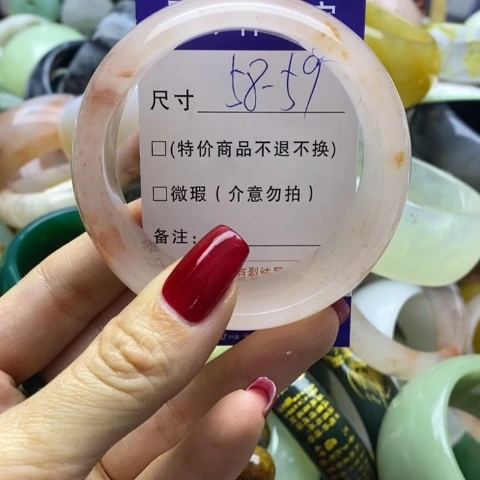 尺寸 58-59
□(特价商品不退不换)
□微瑕(介意勿拍)
备注: